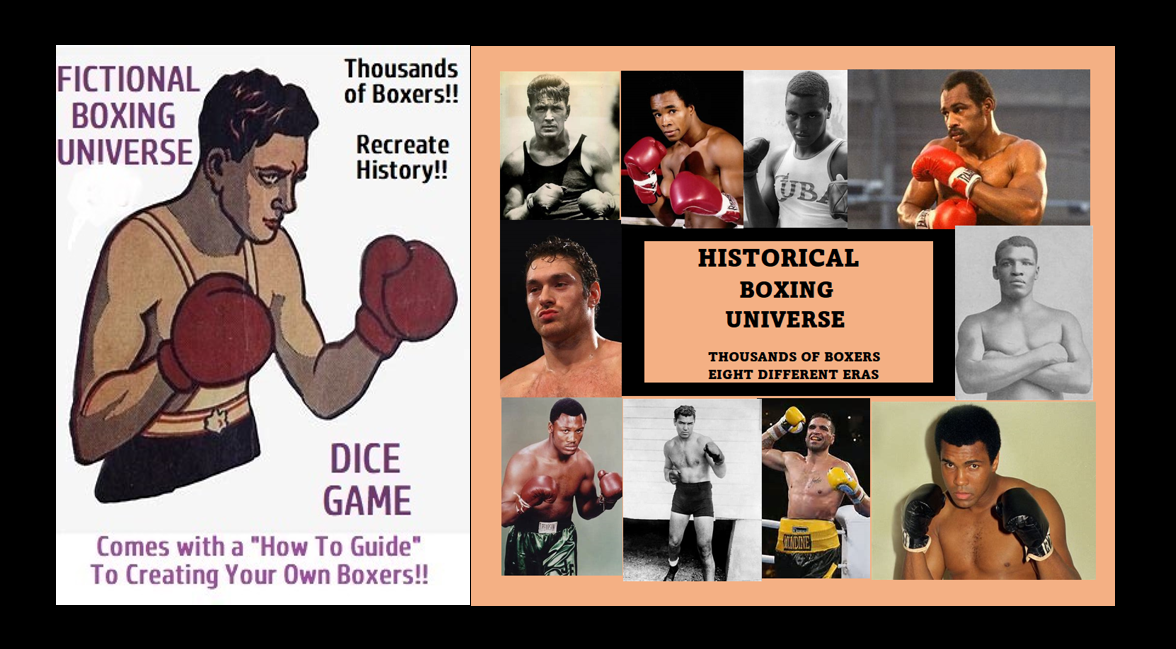 FICTIONAL
BOXING
UNIVERSE
Thousands
of Boxers!!
Recreate
History!!
DICE
GAME
Comes with a "How To Guide"
To Creating Your Own Boxers!!
CUBA
HISTORICAL
BOXING
UNIVERSE
THOUSANDS OF BOXERS
EIGHT DIFFERENT ERAS